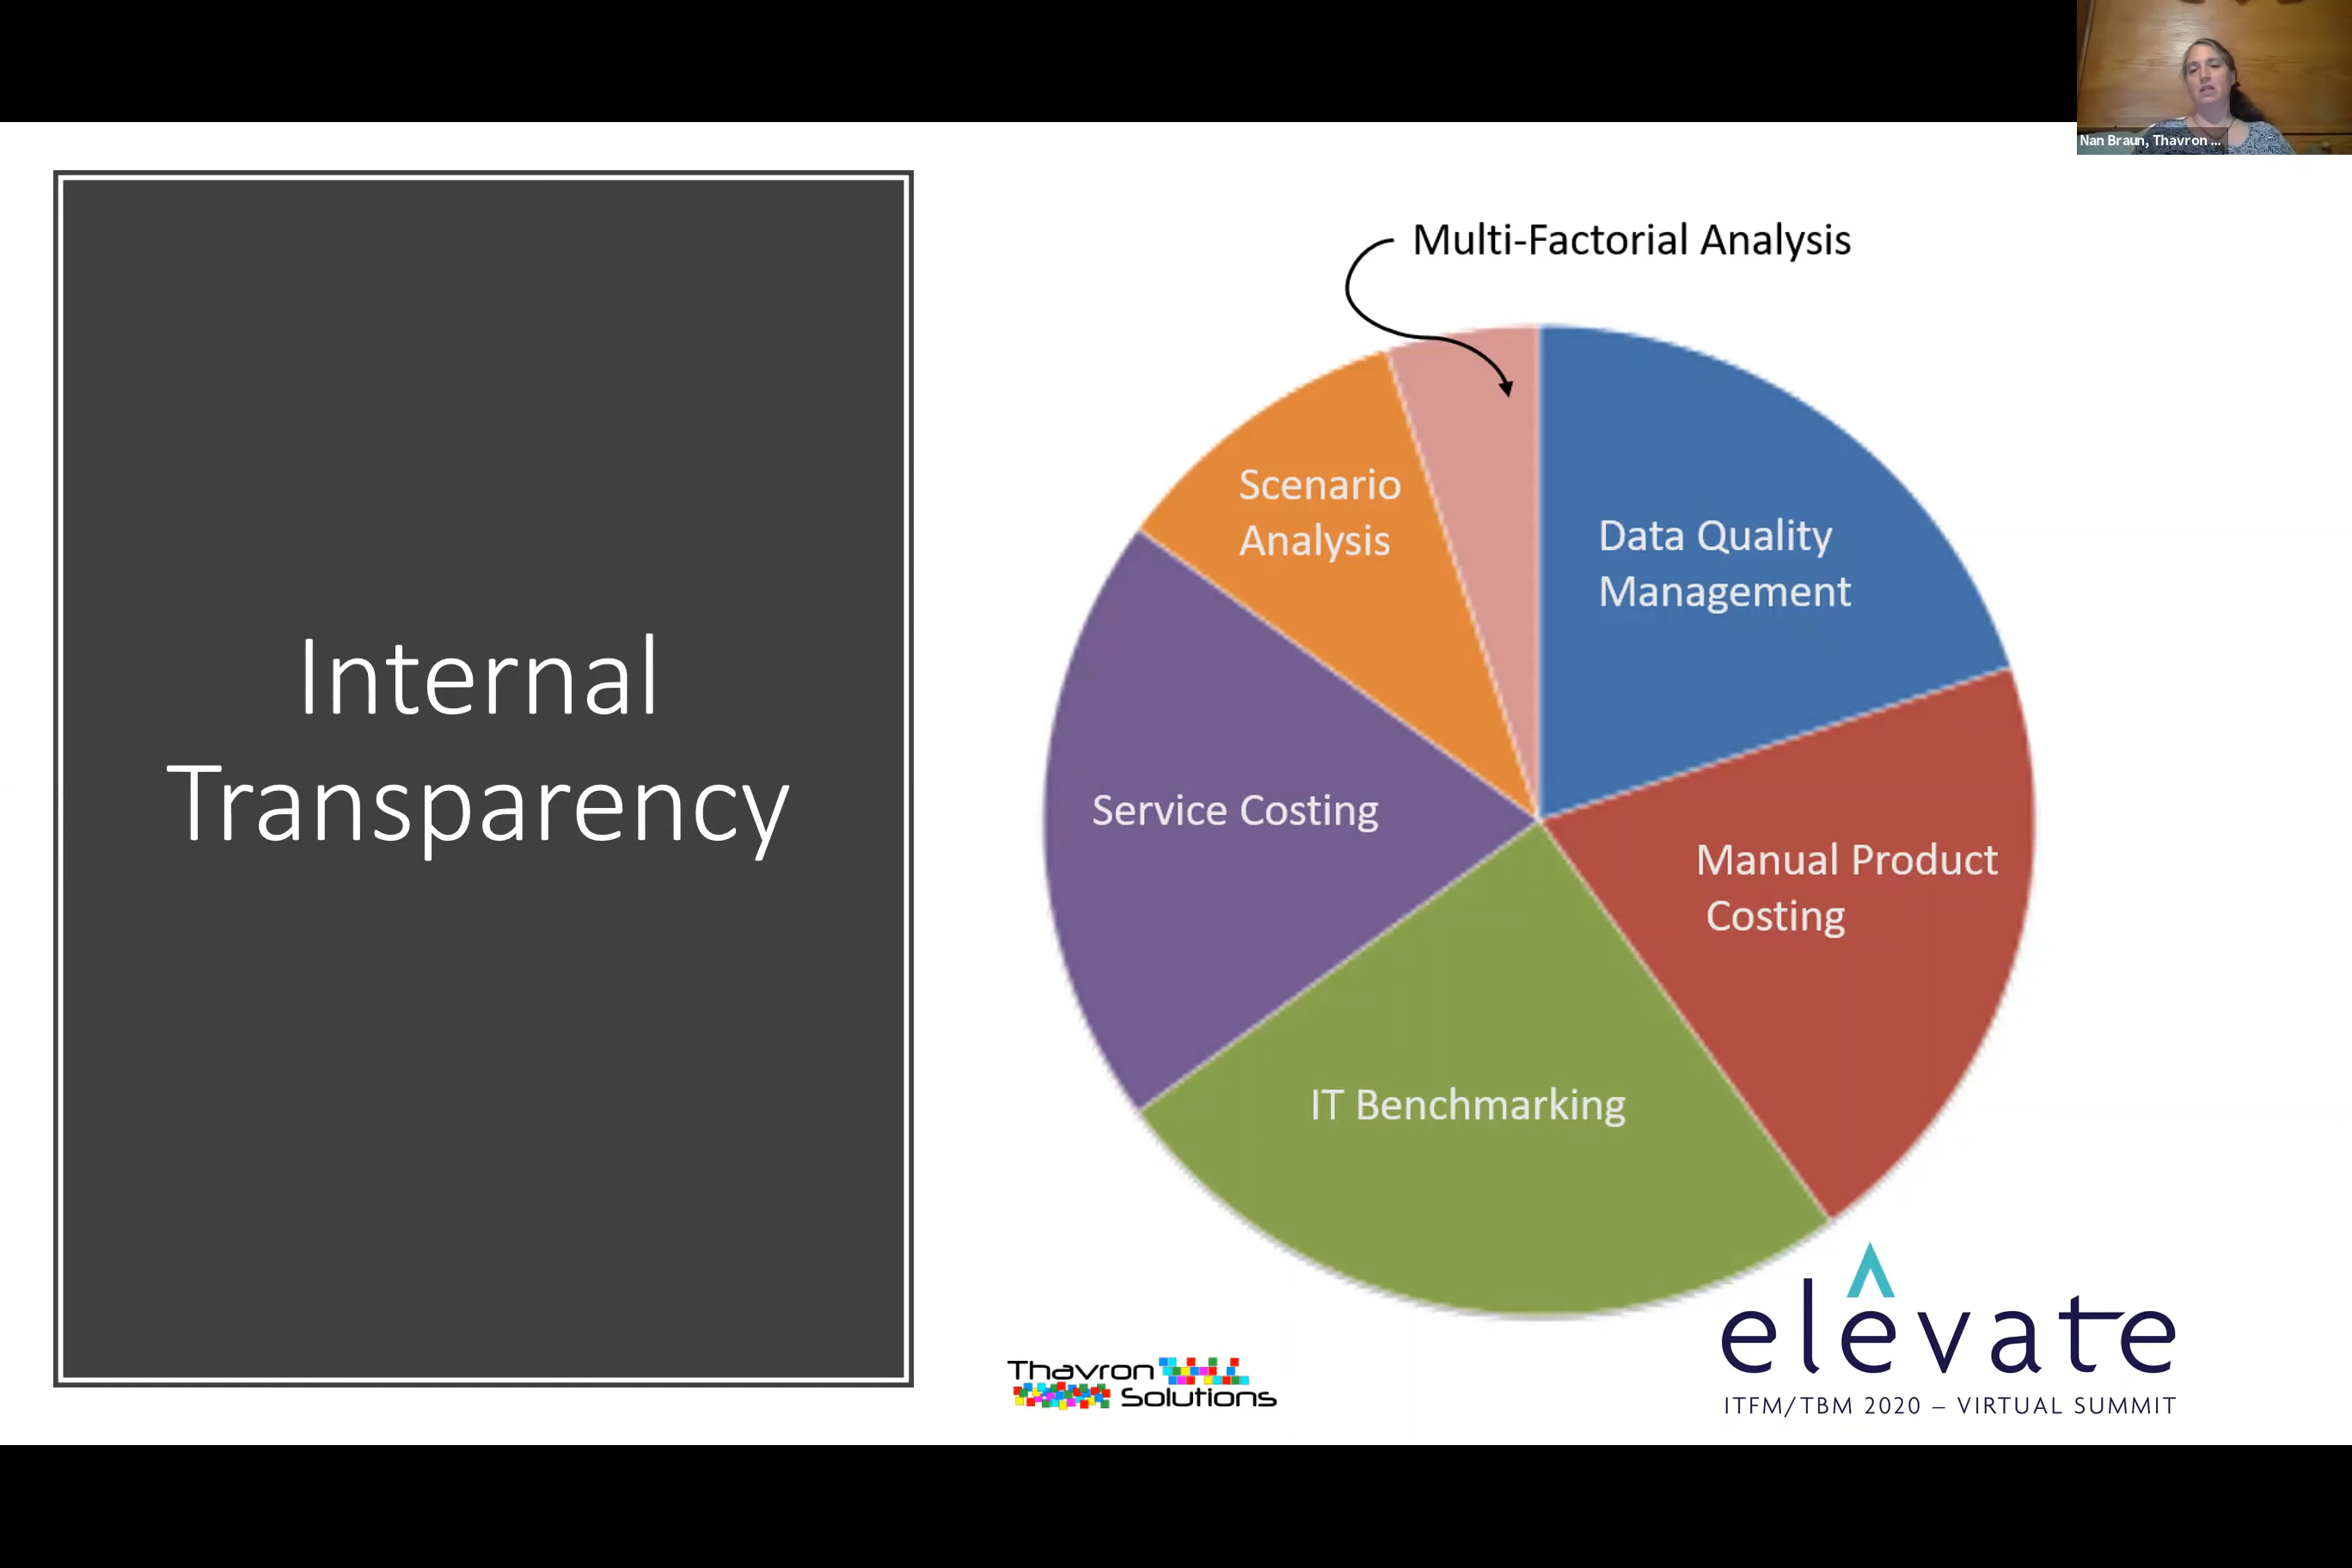 Nan Braun, Thavron ...
Internal
Transparency
Multi-Factorial Analysis
Scenario
Analysis
Data Quality
Management
Service Costing
Manual Product
Costing
IT Benchmarking
Thavron
Solutions
elevate
ITFM/TBM 2020 – VIRTUAL SUMMIT